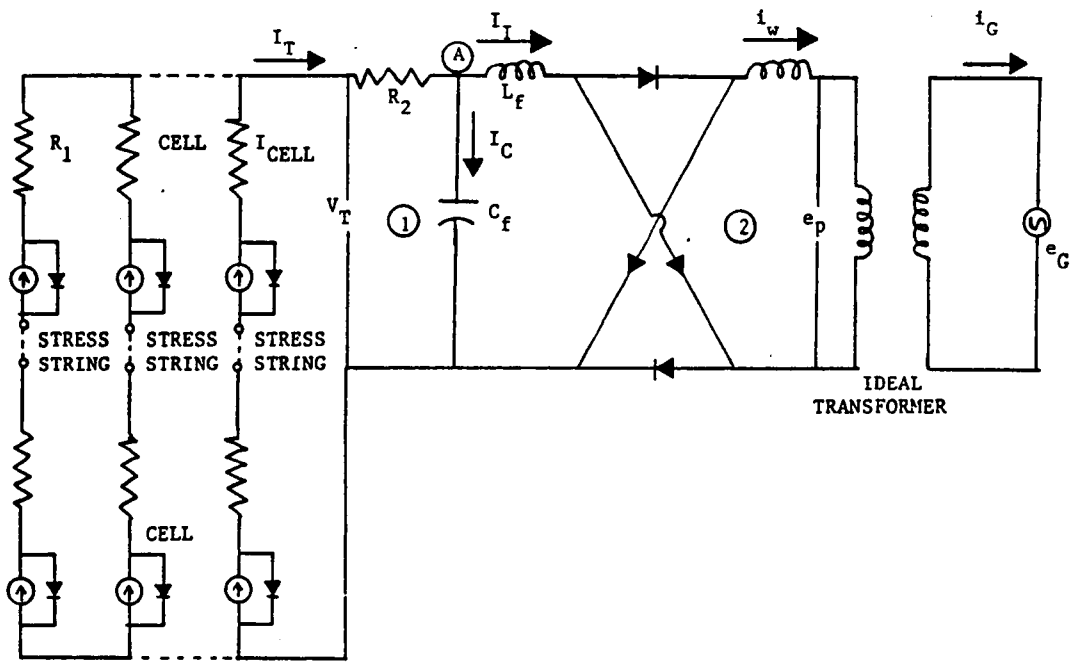 I_T
A
I_I
i_w
i_G
R_1
CELL
I_CELL
R_2
L_f
I_C
V_T
1
C_f
2
e_p
e_G
STRESS STRING
STRESS STRING
STRESS STRING
IDEAL
TRANSFORMER
CELL